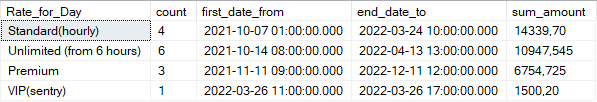 Rate_for_Day count first_date_from end_date_to sum_amount
Standard(hourly) 4 2021-10-07 01:00:00.000 2022-03-24 10:00:00.000 14339,70
Unlimited (from 6 hours) 6 2021-10-14 08:00:00.000 2022-04-13 13:00:00.000 10947,545
Premium 3 2021-11-11 09:00:00.000 2022-12-11 12:00:00.000 6754,725
VIP(sentry) 1 2022-03-26 11:00:00.000 2022-03-26 17:00:00.000 1500,20